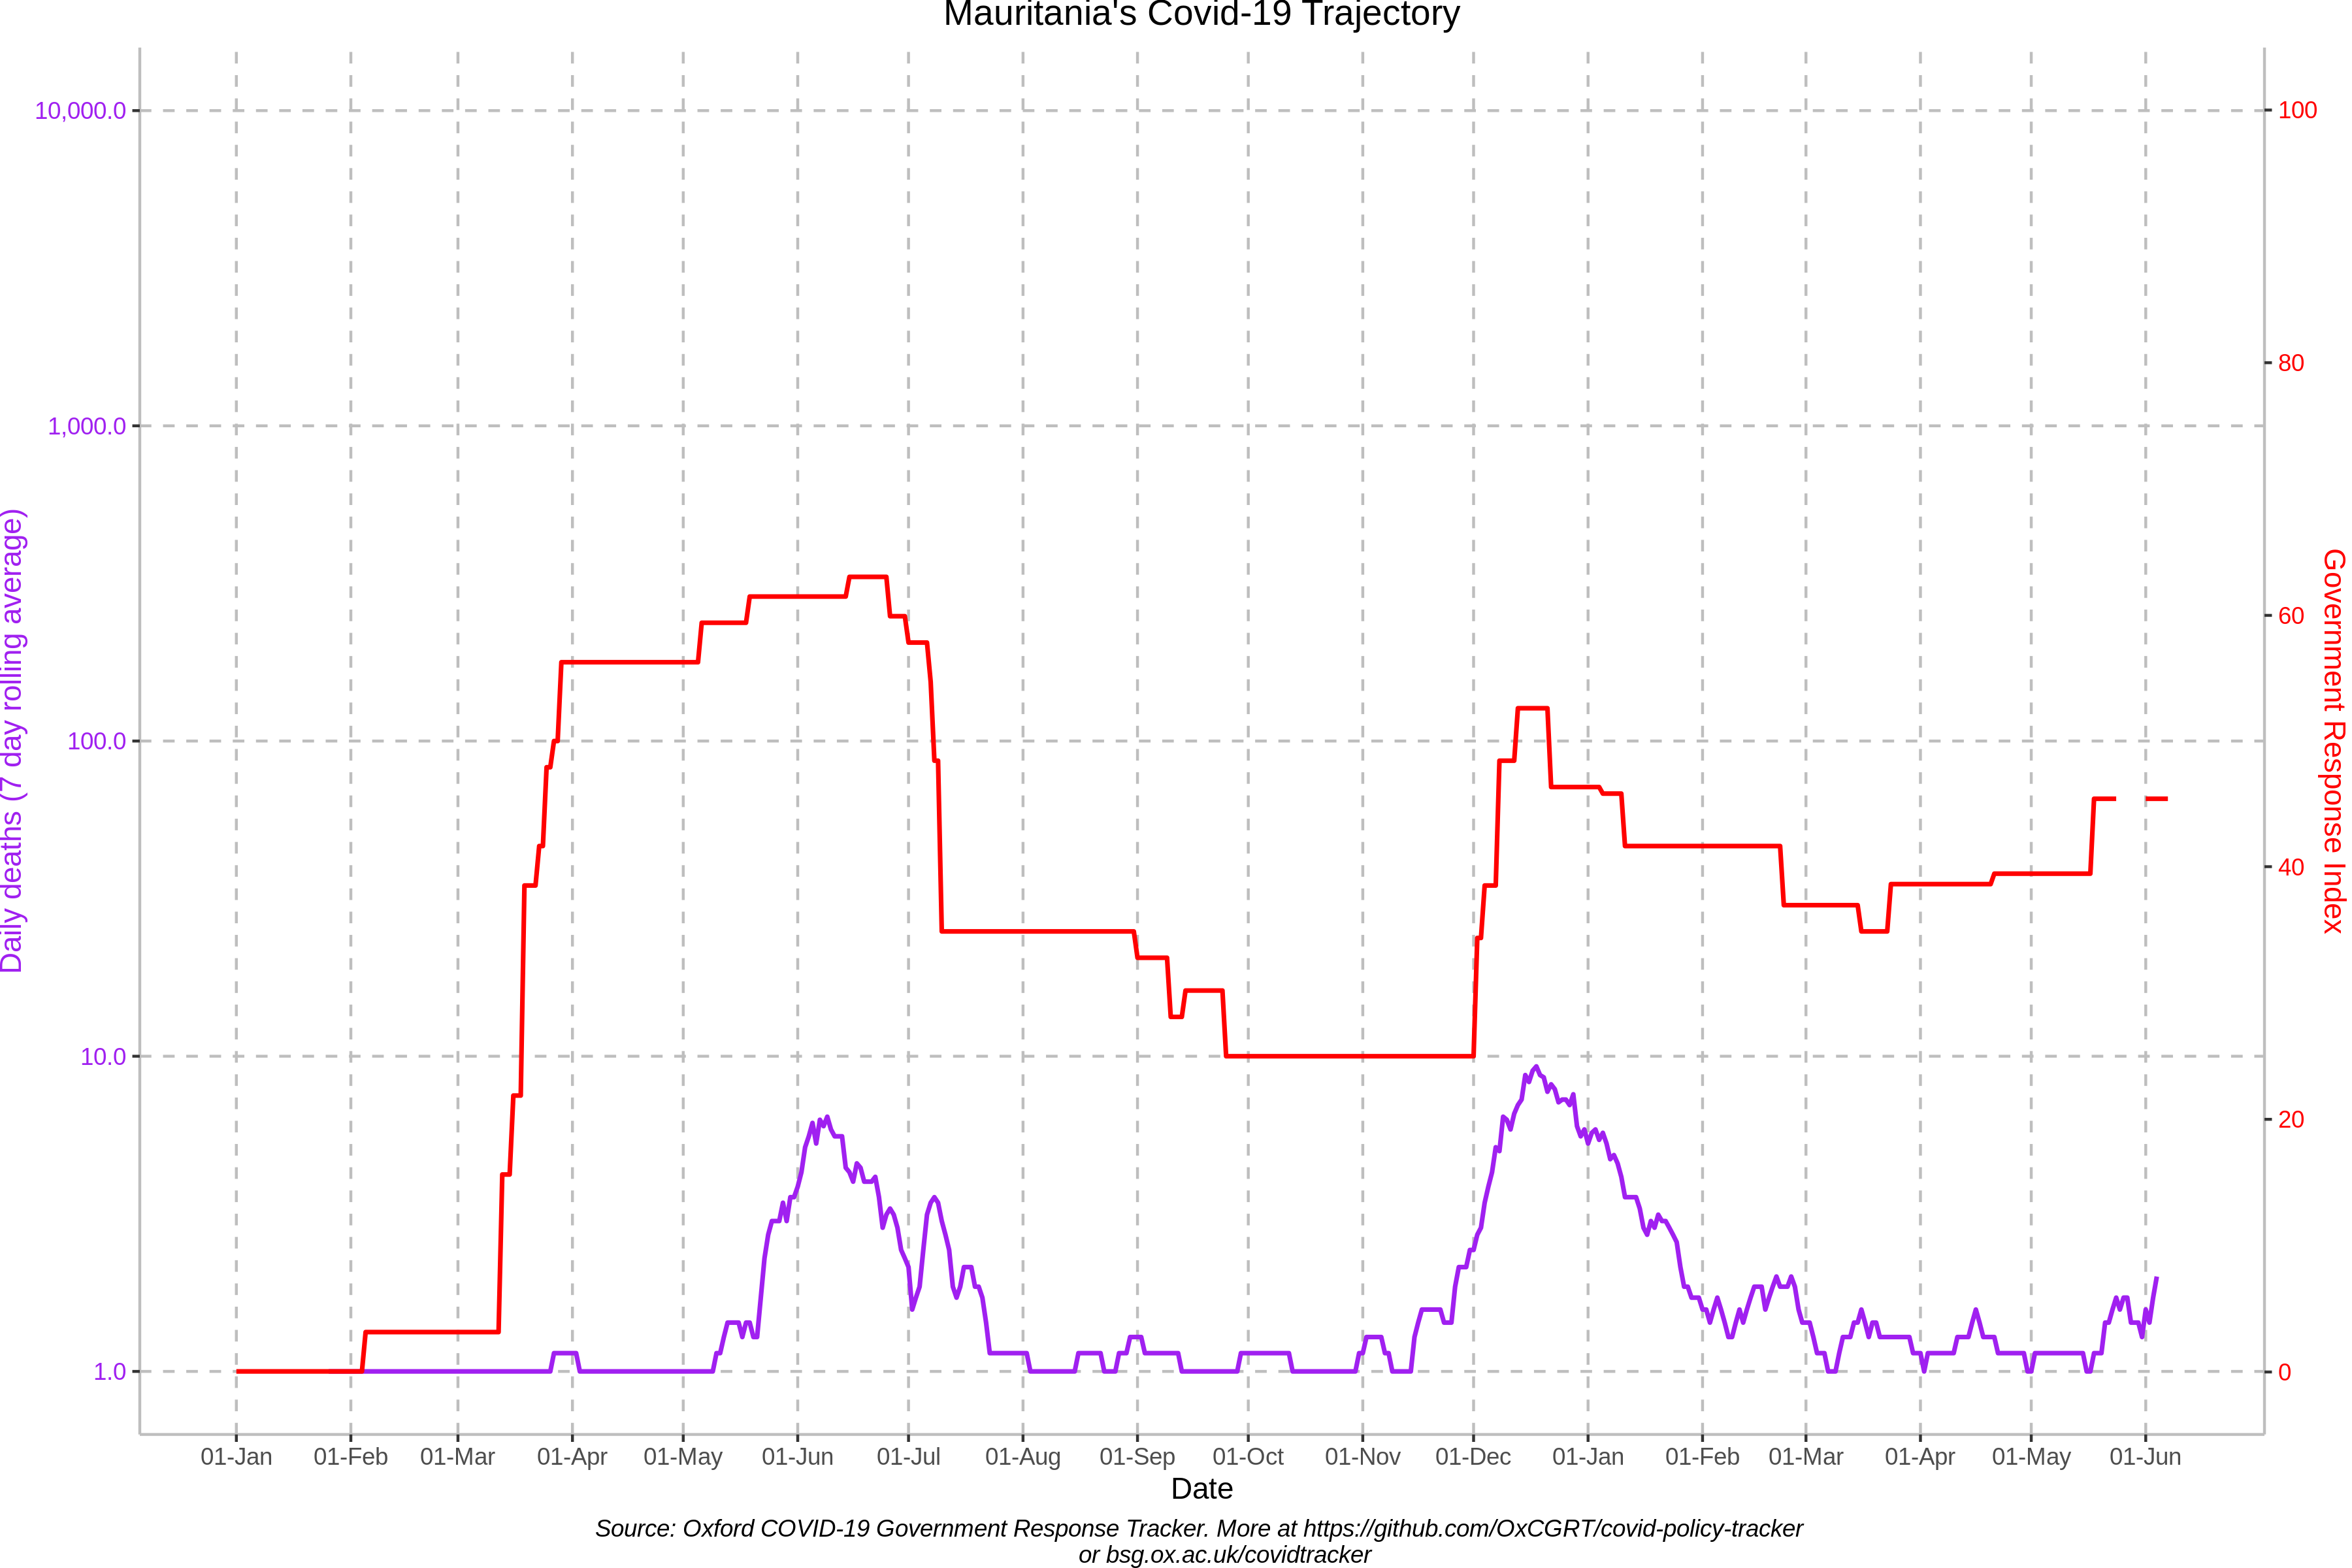 Mauritania's Covid-19 Trajectory
Daily deaths (7 day rolling average)
10,000.0
1,000.0
100.0
10.0
1.0
100
80
60
40
20
0
Government Response Index
01-Jan 01-Feb 01-Mar 01-Apr 01-May 01-Jun 01-Jul 01-Aug 01-Sep 01-Oct 01-Nov 01-Dec 01-Jan 01-Feb 01-Mar 01-Apr 01-May 01-Jun
Date
Source: Oxford COVID-19 Government Response Tracker. More at https://github.com/OxCGRT/covid-policy-tracker
or bsg.ox.ac.uk/covidtracker